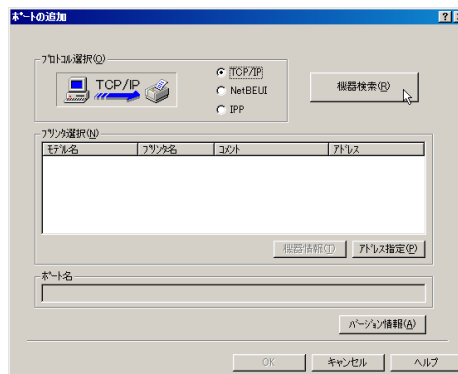 ポートの追加
プロトコル選択(O)
TCP/IP
TCP/IP
NetBEUI
IPP
機器検索(R)
プリンタ選択(N)
モデル名 プリンタ名 コメント アドレス
機器情報(T) アドレス指定(P)
ポート名
バージョン情報(A)
OK キャンセル ヘルプ